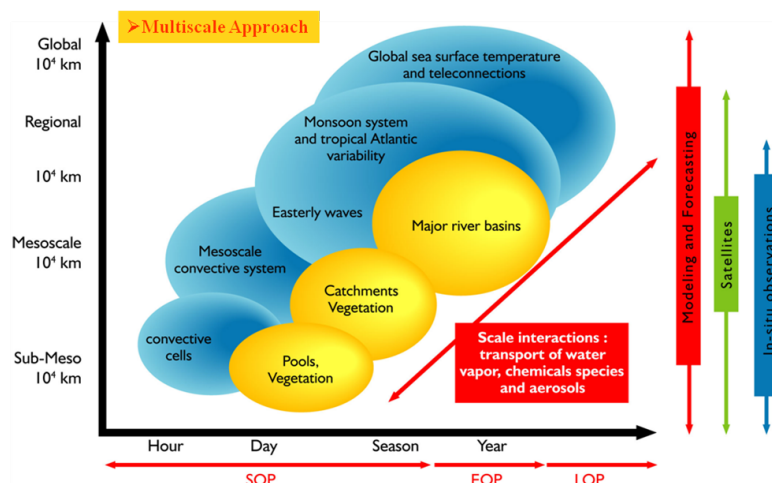 ➢Multiscale Approach
Global
10⁴ km
Regional
10⁴ km
Mesoscale
10⁴ km
Sub-Meso
10⁴ km
Global sea surface temperature
and teleconnections
Monsoon system
and tropical Atlantic
variability
Easterly waves
Major river basins
Mesoscale
convective system
Catchments
Vegetation
convective
cells
Pools,
Vegetation
Scale interactions :
transport of water
vapor, chemicals species
and aerosols
Modeling and Forecasting
Satellites
In-situ observations
Hour
Day
Season
Year
SOP
EOP
LOP